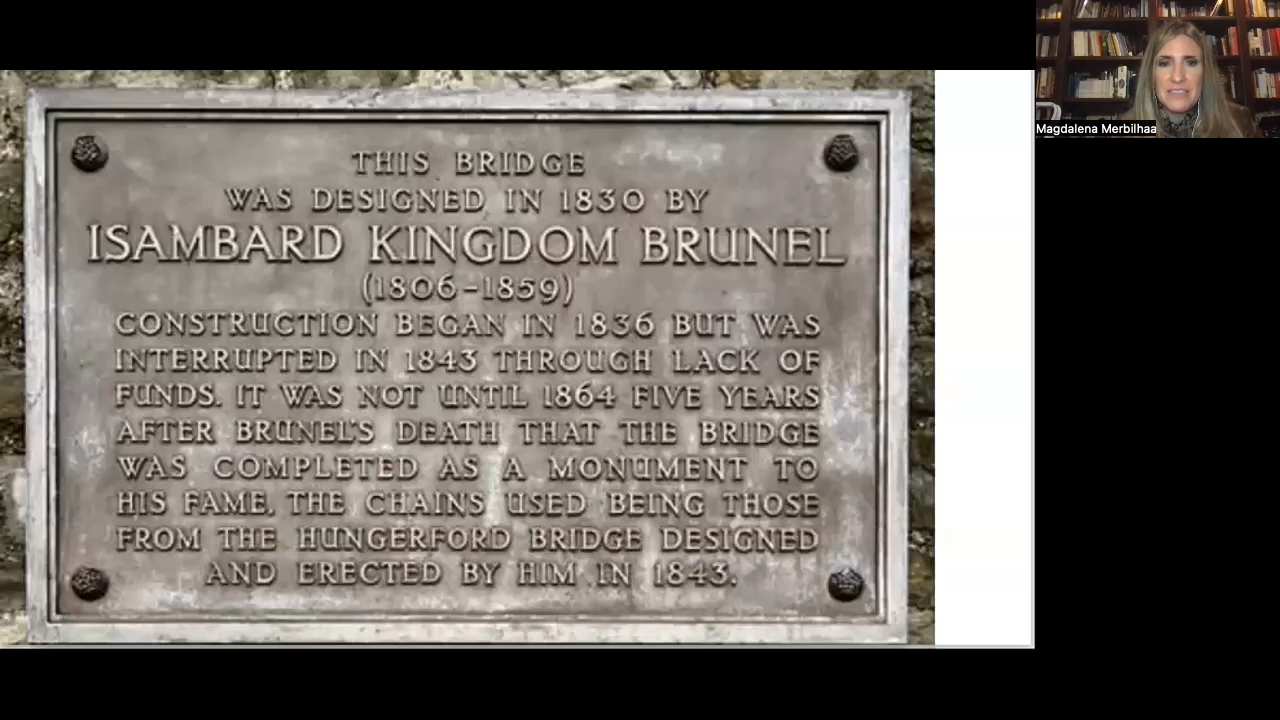 THIS BRIDGE
WAS DESIGNED IN 1830 BY
ISAMBARD KINGDOM BRUNEL
(1806-1859)
CONSTRUCTION BEGAN IN 1836 BUT WAS
INTERRUPTED IN 1843 THROUGH LACK OF
FUNDS. IT WAS NOT UNTIL 1864 FIVE YEARS
AFTER BRUNEL'S DEATH THAT THE BRIDGE
WAS COMPLETED AS A MONUMENT TO
HIS FAME, THE CHAINS USED BEING THOSE
FROM THE HUNGERFORD BRIDGE DESIGNED
AND ERECTED BY HIM IN 1843.
Magdalena Merbilhaa